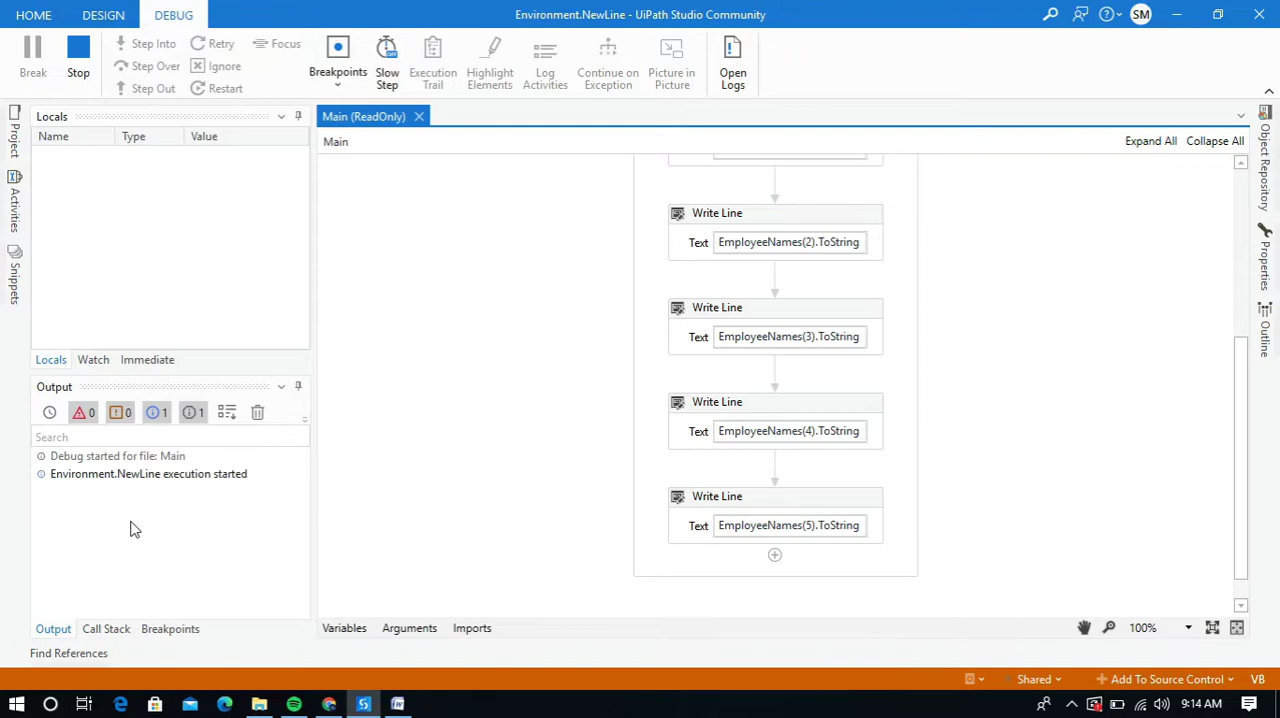 HOME DESIGN DEBUG Environment.NewLine - UiPath Studio Community SM
Break
Stop
Step Into
Step Over
Step Out
Retry
Ignore
Restart
Focus
Breakpoints
Slow Step
Execution Trail
Highlight Elements
Log Activities
Continue on Exception
Picture in Picture
Open Logs
Project
Activities
Snippets
Locals
Name Type Value
Locals Watch Immediate
Output
0 0 1 1
Search
Debug started for file: Main
Environment.NewLine execution started
Output Call Stack Breakpoints
Find References
Main (ReadOnly)
Main Expand All Collapse All
Write Line
Text EmployeeNames(2).ToString
Write Line
Text EmployeeNames(3).ToString
Write Line
Text EmployeeNames(4).ToString
Write Line
Text EmployeeNames(5).ToString
Variables Arguments Imports 100%
Object Repository
Properties
Outline
Shared Add To Source Control VB
9:14 AM